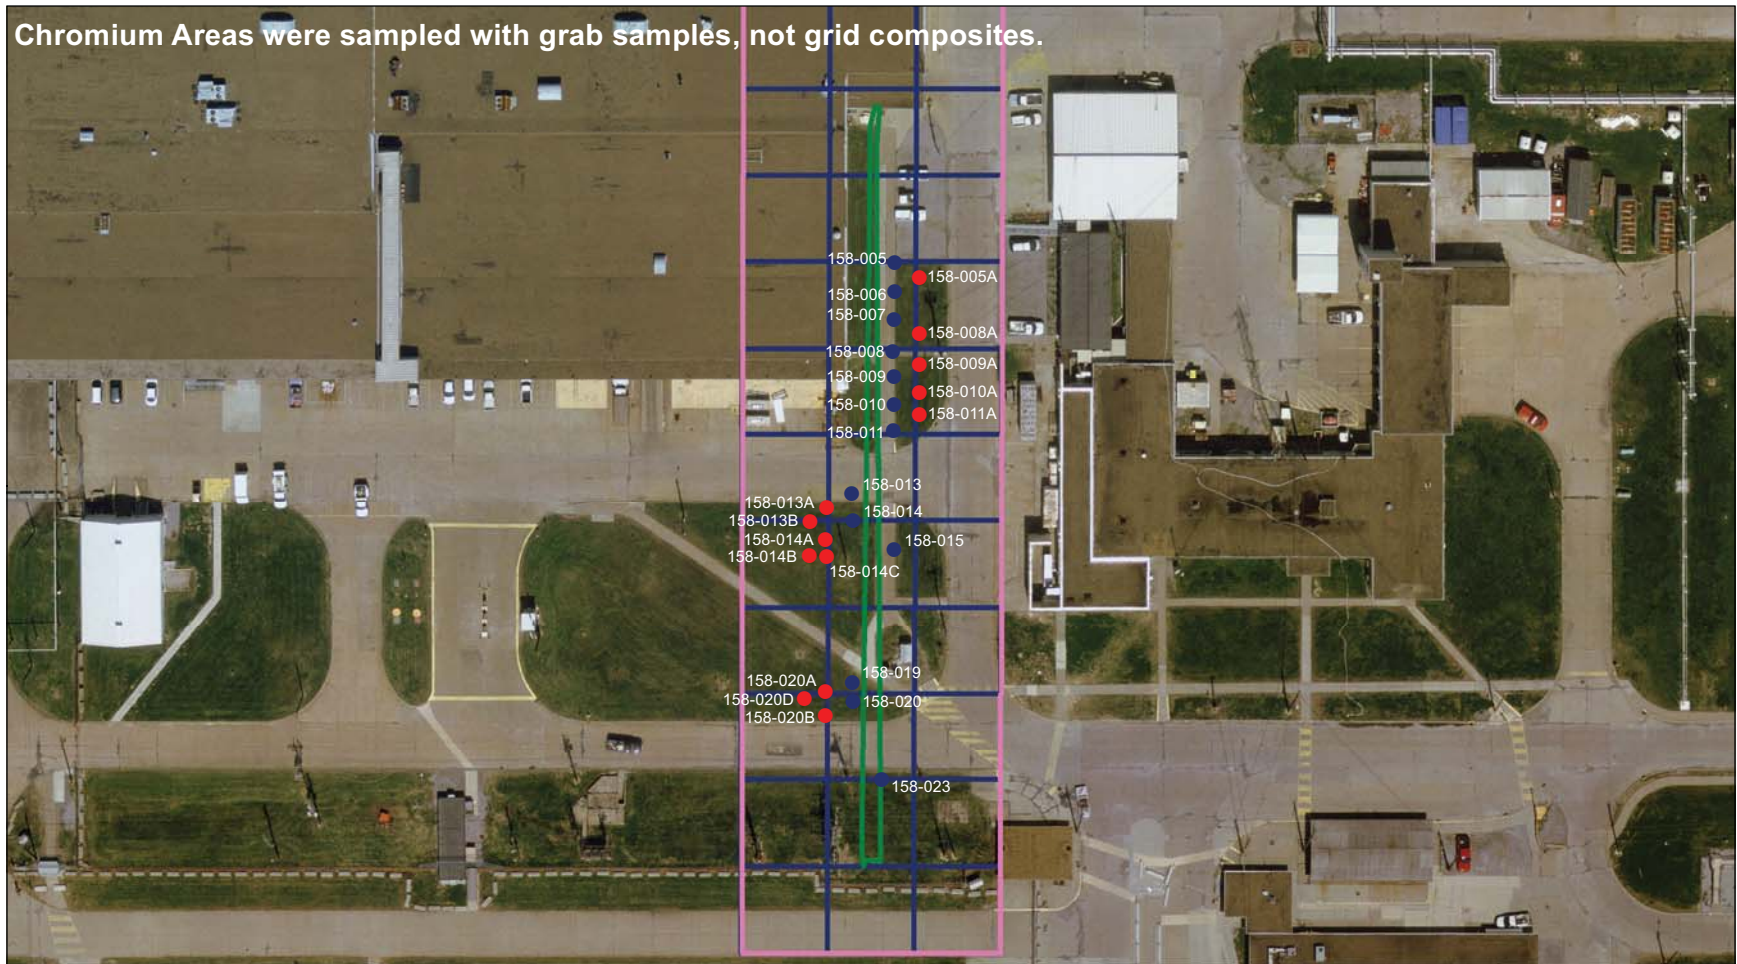 Chromium Areas were sampled with grab samples, not grid composites.
158-005
158-005A
158-006
158-007
158-008A
158-008
158-009A
158-009
158-010A
158-010
158-011A
158-011
158-013
158-013A
158-014
158-013B
158-014A
158-015
158-014B
158-014C
158-019
158-020A
158-020D
158-020*
158-020B
158-023